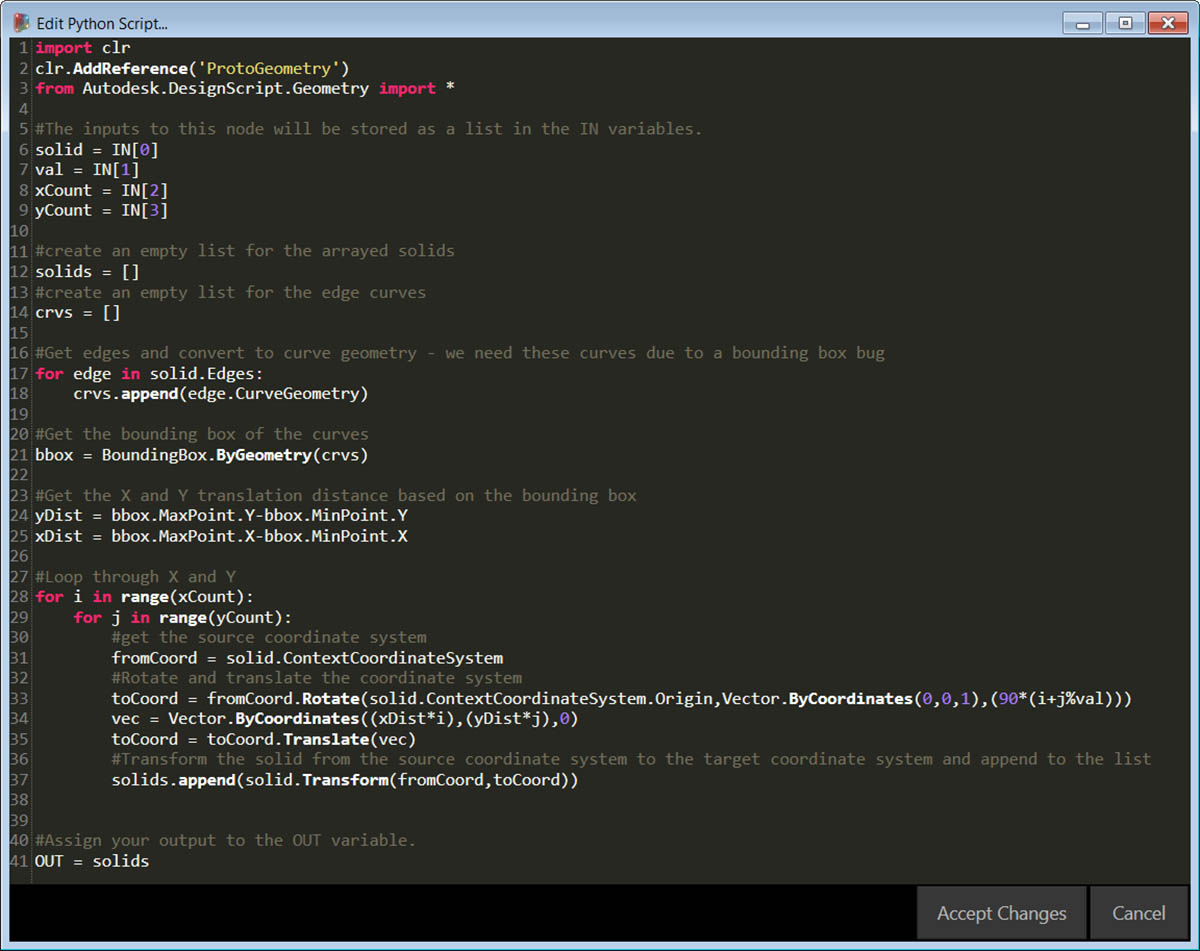 Edit Python Script...
1 import clr
2 clr.AddReference('ProtoGeometry')
3 from Autodesk.DesignScript.Geometry import *
4
5 #The inputs to this node will be stored as a list in the IN variables.
6 solid = IN[0]
7 val = IN[1]
8 xCount = IN[2]
9 yCount = IN[3]
10
11 #create an empty list for the arrayed solids
12 solids = []
13 #create an empty list for the edge curves
14 crvs = []
15
16 #Get edges and convert to curve geometry - we need these curves due to a bounding box bug
17 for edge in solid.Edges:
18     crvs.append(edge.CurveGeometry)
19
20 #Get the bounding box of the curves
21 bbox = BoundingBox.ByGeometry(crvs)
22
23 #Get the X and Y translation distance based on the bounding box
24 yDist = bbox.MaxPoint.Y-bbox.MinPoint.Y
25 xDist = bbox.MaxPoint.X-bbox.MinPoint.X
26
27 #Loop through X and Y
28 for i in range(xCount):
29     for j in range(yCount):
30         #get the source coordinate system
31         fromCoord = solid.ContextCoordinateSystem
32         #Rotate and translate the coordinate system
33         toCoord = fromCoord.Rotate(solid.ContextCoordinateSystem.Origin,Vector.ByCoordinates(0,0,1),(90*(i+j%val)))
34         vec = Vector.ByCoordinates((xDist*i),(yDist*j),0)
35         toCoord = toCoord.Translate(vec)
36         #Transform the solid from the source coordinate system to the target coordinate system and append to the list
37         solids.append(solid.Transform(fromCoord,toCoord))
38
39
40 #Assign your output to the OUT variable.
41 OUT = solids
Accept Changes
Cancel